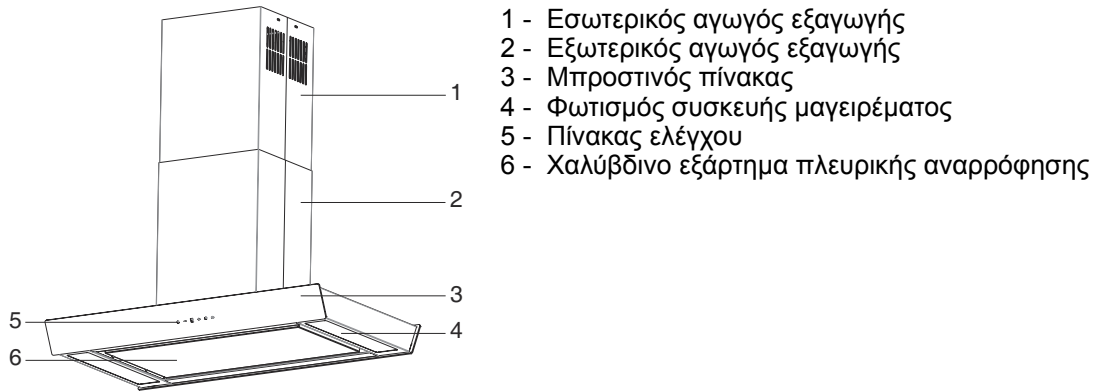 1 - Εσωτερικός αγωγός εξαγωγής
2 - Εξωτερικός αγωγός εξαγωγής
3 - Μπροστινός πίνακας
4 - Φωτισμός συσκευής μαγειρέματος
5 - Πίνακας ελέγχου
6 - Χαλύβδινο εξάρτημα πλευρικής αναρρόφησης
1
2
3
5
4
6